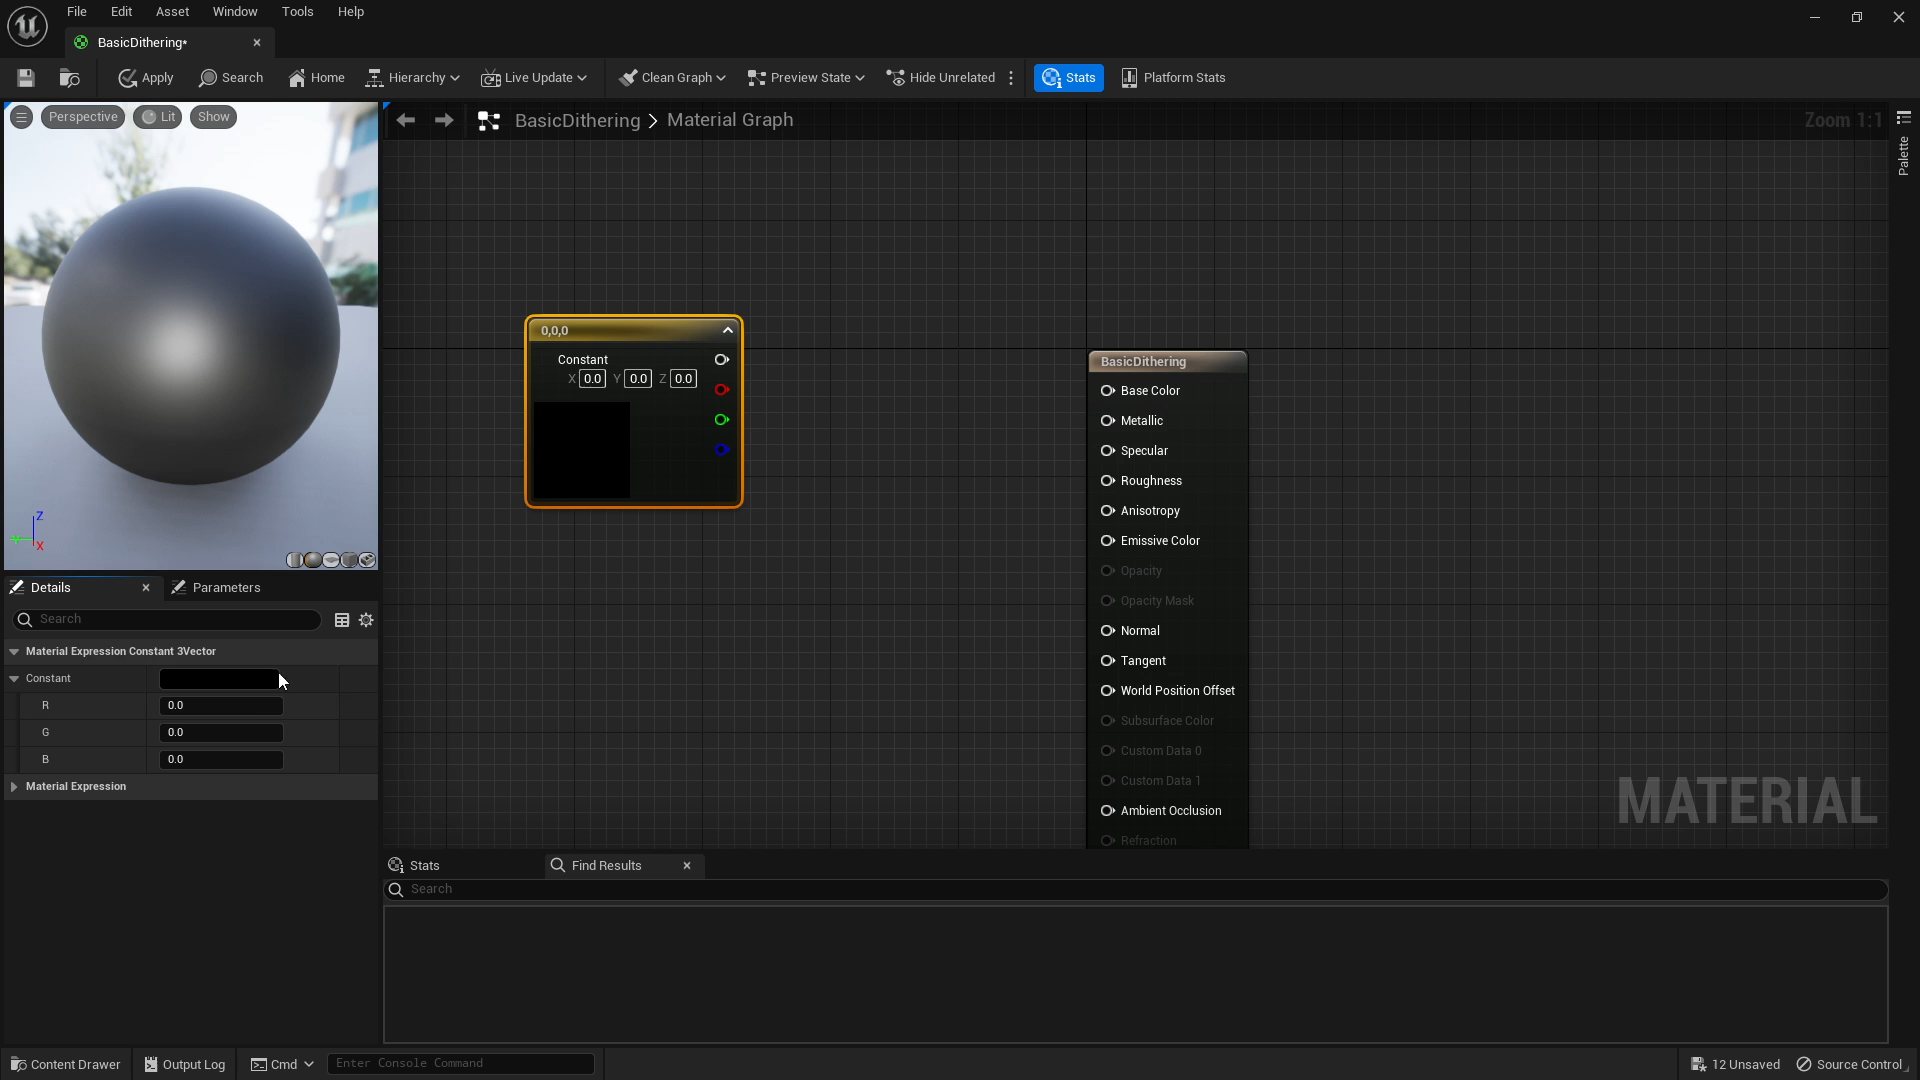 File Edit Asset Window Tools Help
BasicDithering*
Apply Search Home Hierarchy Live Update Clean Graph Preview State Hide Unrelated Stats Platform Stats
Perspective Lit Show
BasicDithering > Material Graph
Zoom 1:1
Palette
0,0,0
Constant
X 0.0 Y 0.0 Z 0.0
BasicDithering
Base Color
Metallic
Specular
Roughness
Anisotropy
Emissive Color
Opacity
Opacity Mask
Normal
Tangent
World Position Offset
Subsurface Color
Custom Data 0
Custom Data 1
Ambient Occlusion
Refraction
MATERIAL
Z
X
Details Parameters
Search
Material Expression Constant 3Vector
Constant
R 0.0
G 0.0
B 0.0
Material Expression
Stats Find Results
Search
Content Drawer Output Log Cmd Enter Console Command 12 Unsaved Source Control